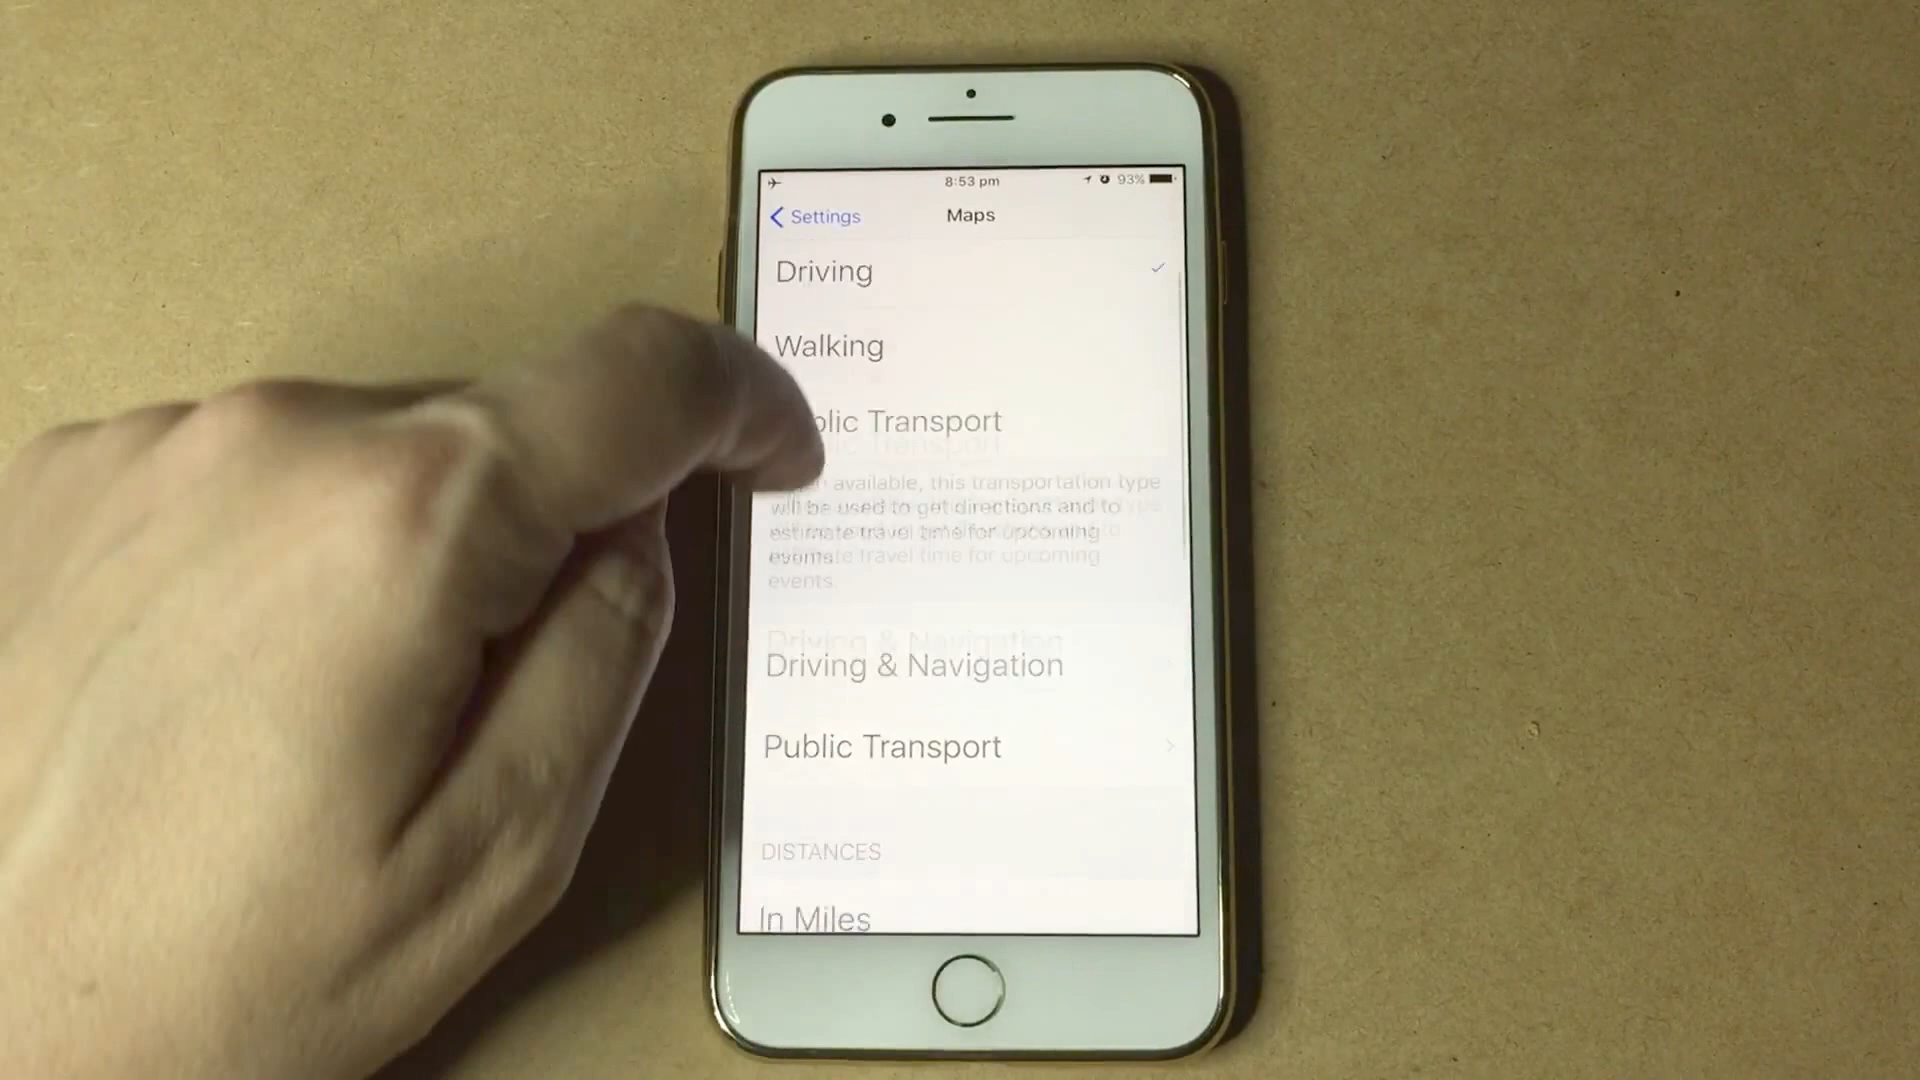 8:53 pm 93%
Settings Maps
Driving
Walking
Transport
available, this transportation type
will be used to get directions and to
estimate travel time for upcoming
events.
Driving & Navigation
Public Transport
DISTANCES
In Miles